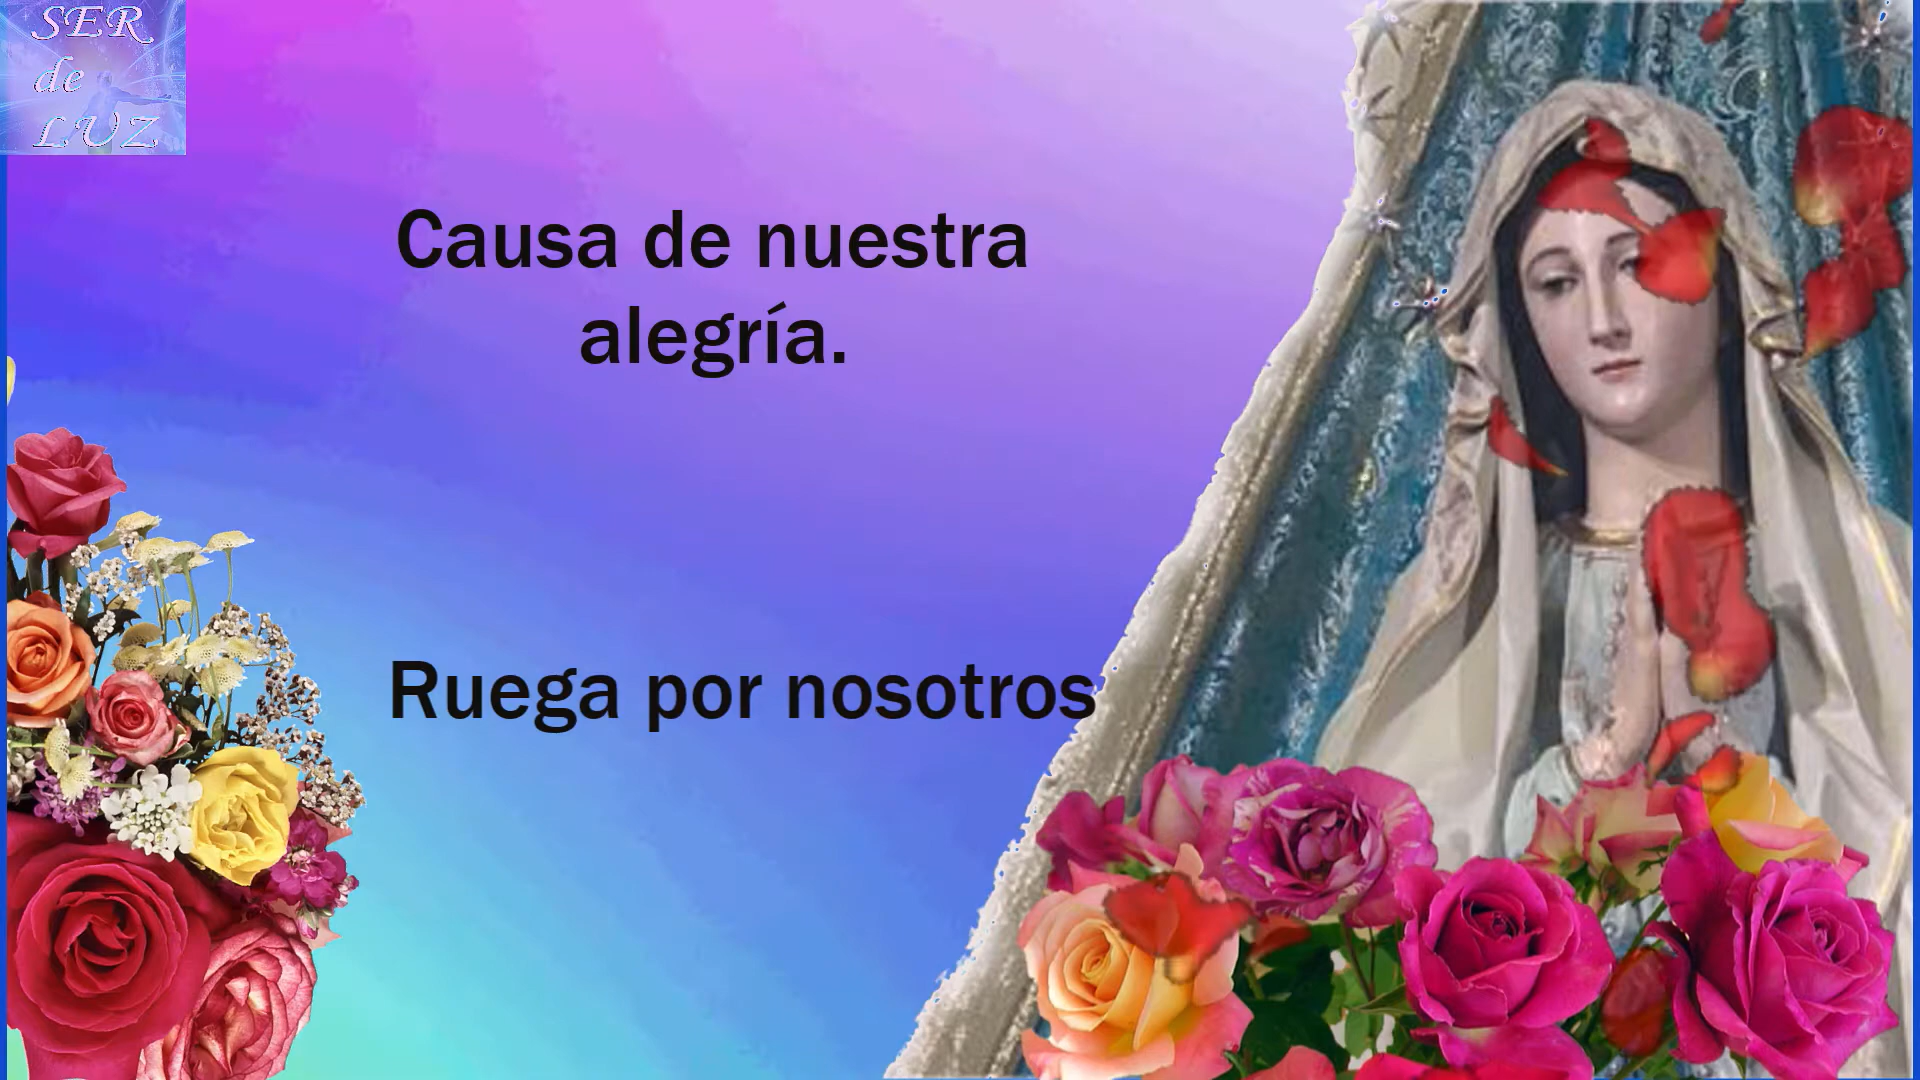 SER
de
LUZ
Causa de nuestra
alegría.
Ruega por nosotros